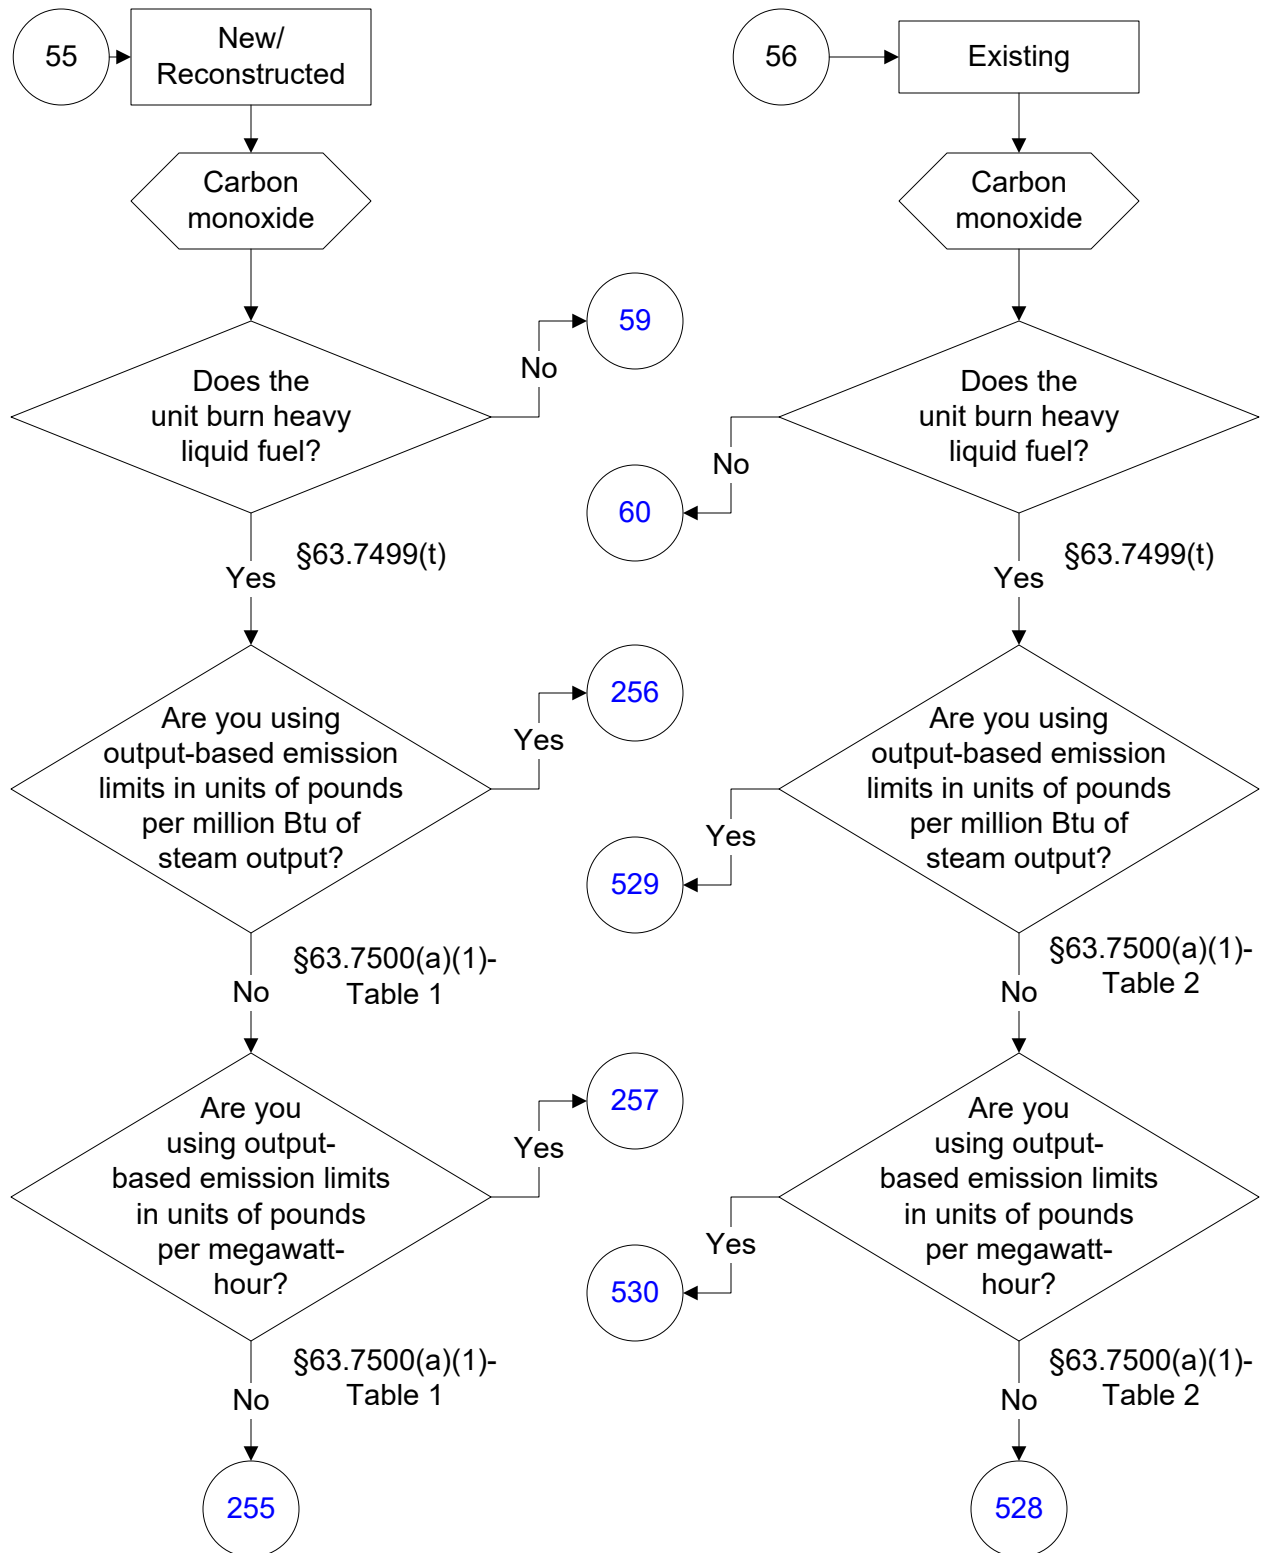 55
New/
Reconstructed
Carbon
monoxide
Does the
unit burn heavy
liquid fuel?
No
59
Yes
§63.7499(t)
Are you using
output-based emission
limits in units of pounds
per million Btu of
steam output?
Yes
256
No
§63.7500(a)(1)-
Table 1
Are you
using output-
based emission limits
in units of pounds
per megawatt-
hour?
Yes
257
No
§63.7500(a)(1)-
Table 1
255
56
Existing
Carbon
monoxide
Does the
unit burn heavy
liquid fuel?
No
60
Yes
§63.7499(t)
Are you using
output-based emission
limits in units of pounds
per million Btu of
steam output?
Yes
529
No
§63.7500(a)(1)-
Table 2
Are you
using output-
based emission limits
in units of pounds
per megawatt-
hour?
Yes
530
No
§63.7500(a)(1)-
Table 2
528